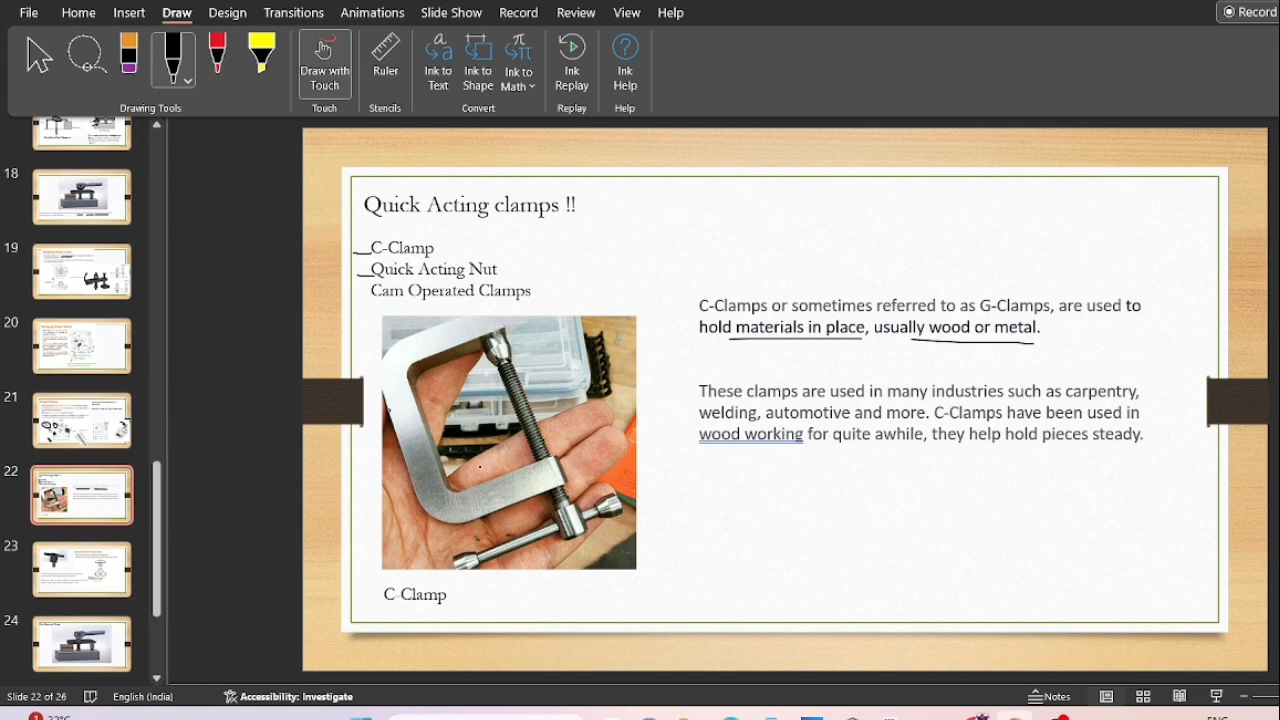 File Home Insert Draw Design Transitions Animations Slide Show Record Review View Help Record
Draw with Touch
Ruler
Ink to Text
Ink to Shape
Ink to Math
Ink Replay
Ink Help
Drawing Tools Touch Stencils Convert Replay Help
18
19
20
21
22
23
24
Quick Acting clamps !!
C-Clamp
Quick Acting Nut
Cam Operated Clamps
C-Clamps or sometimes referred to as G-Clamps, are used to
hold materials in place, usually wood or metal.
These clamps are used in many industries such as carpentry,
welding, automotive and more. C-Clamps have been used in
wood working for quite awhile, they help hold pieces steady.
C-Clamp
Slide 22 of 26 English (India) Accessibility: Investigate Notes